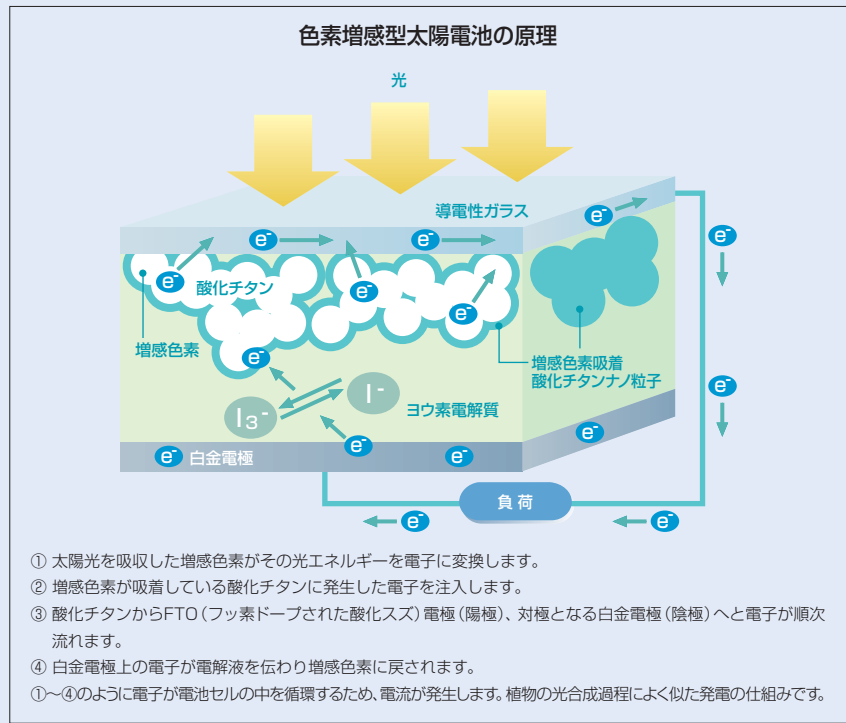 色素増感型太陽電池の原理
光
導電性ガラス
e-
e-
e-
e-
e-
酸化チタン
e-
e-
e-
増感色素
e-
増感色素吸着
酸化チタンナノ粒子
e-
I-
ヨウ素電解質
I3-
e-
e-
白金電極
e-
e-
負荷
e-
e-
① 太陽光を吸収した増感色素がその光エネルギーを電子に変換します。
② 増感色素が吸着している酸化チタンに発生した電子を注入します。
③ 酸化チタンからFTO(フッ素ドープされた酸化スズ)電極(陽極)、対極となる白金電極(陰極)へと電子が順次
流れます。
④ 白金電極上の電子が電解液を伝わり増感色素に戻されます。
①~④のように電子が電池セルの中を循環するため、電流が発生します。植物の光合成過程によく似た発電の仕組みです。